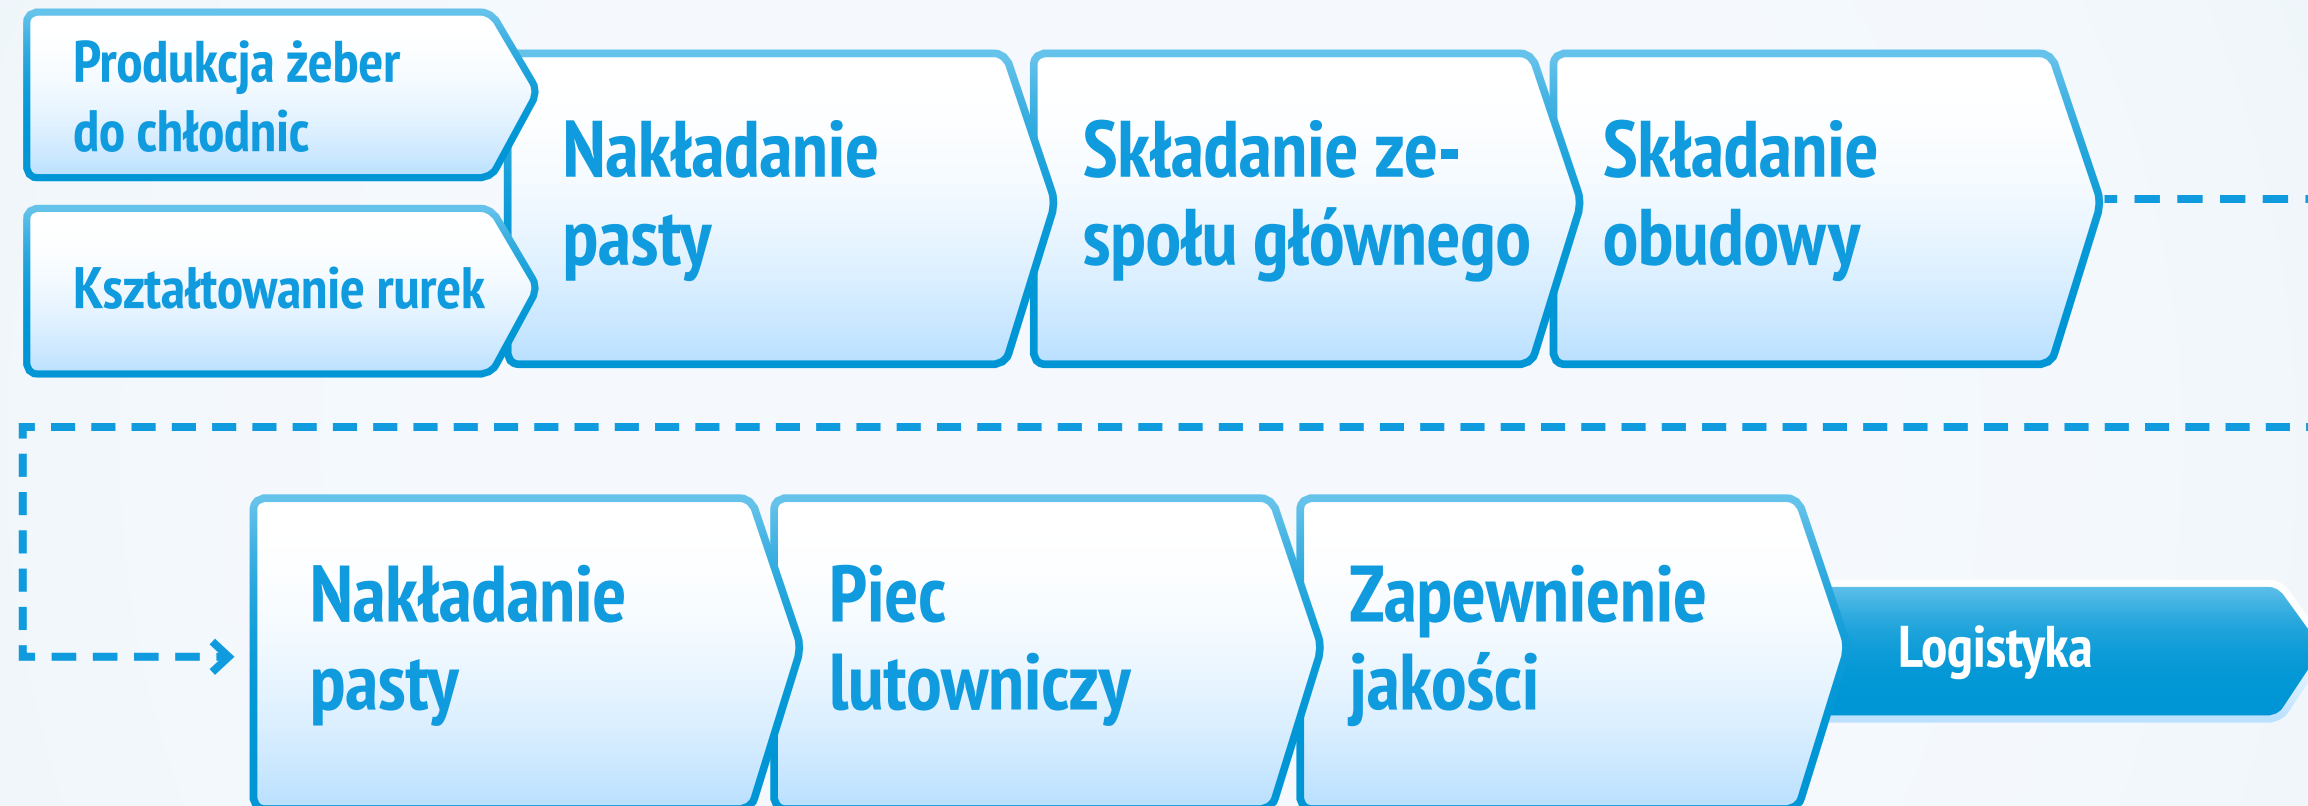 Produkcja żeber
do chłodnic
Kształtowanie rurek
Nakładanie
pasty
Składanie ze-
społu głównego
Składanie
obudowy
Nakładanie
pasty
Piec
lutowniczy
Zapewnienie
jakości
Logistyka